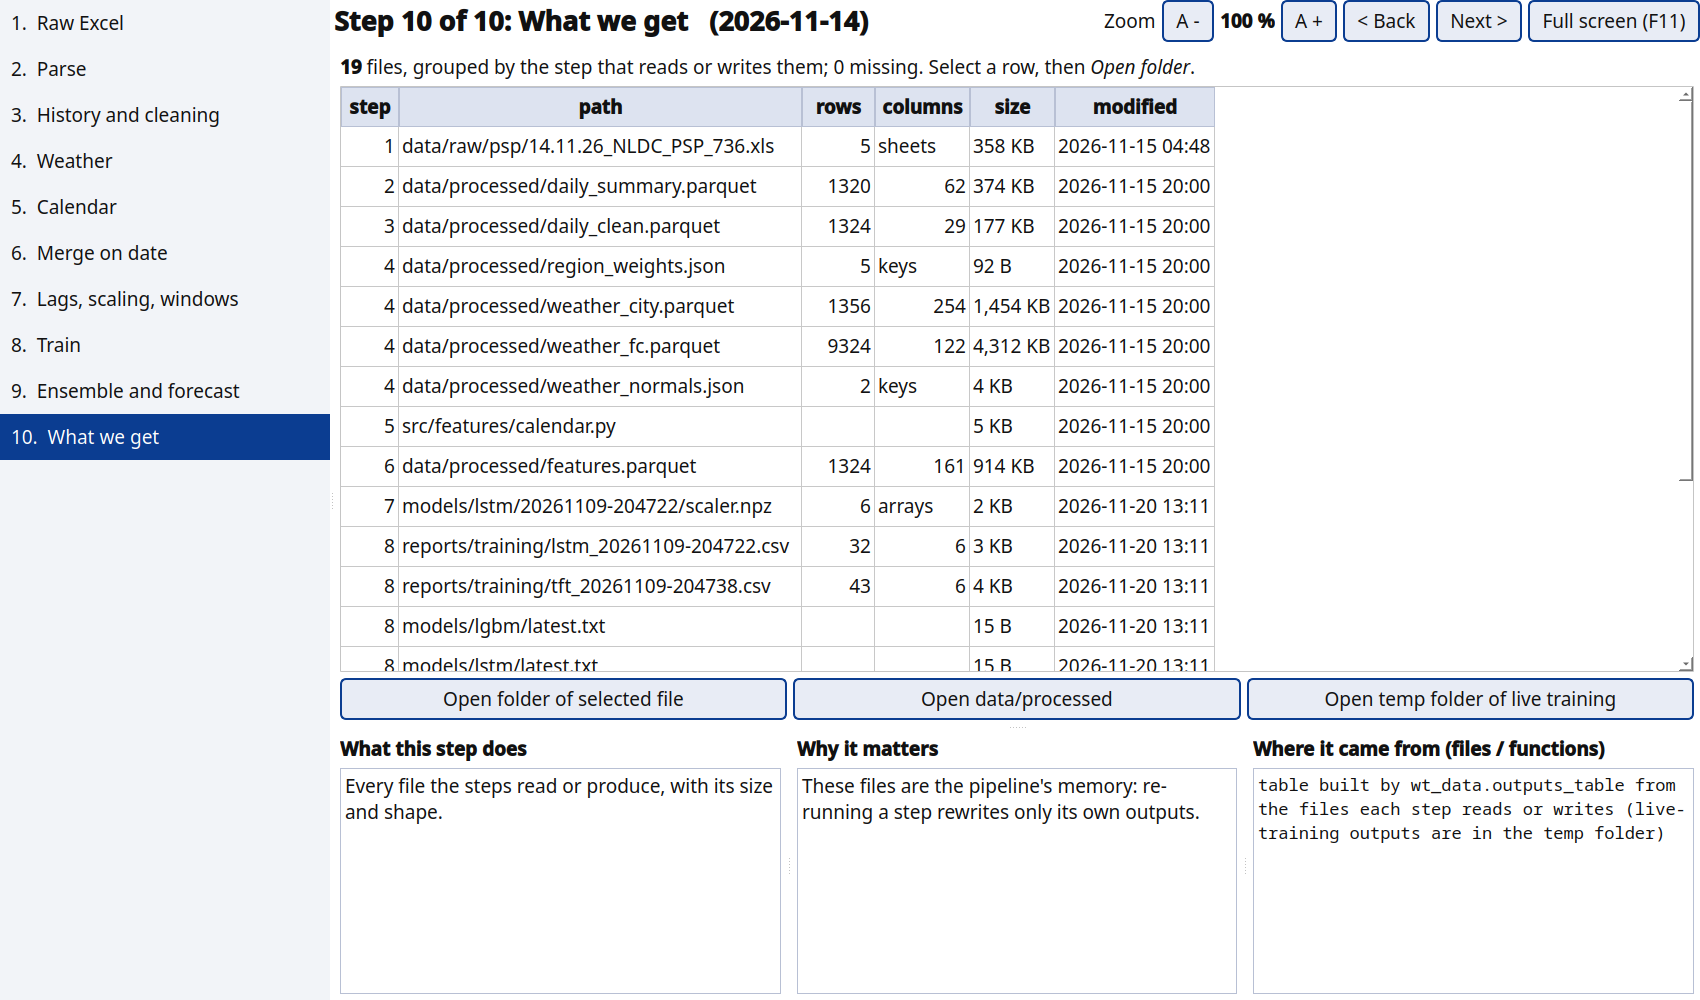 1. Raw Excel
2. Parse
3. History and cleaning
4. Weather
5. Calendar
6. Merge on date
7. Lags, scaling, windows
8. Train
9. Ensemble and forecast
10. What we get
Step 10 of 10: What we get (2026-11-14)
Zoom A - 100 % A + < Back Next > Full screen (F11)
19 files, grouped by the step that reads or writes them; 0 missing. Select a row, then Open folder.
step path rows columns size modified
1 data/raw/psp/14.11.26_NLDC_PSP_736.xls 5 sheets 358 KB 2026-11-15 04:48
2 data/processed/daily_summary.parquet 1320 62 374 KB 2026-11-15 20:00
3 data/processed/daily_clean.parquet 1324 29 177 KB 2026-11-15 20:00
4 data/processed/region_weights.json 5 keys 92 B 2026-11-15 20:00
4 data/processed/weather_city.parquet 1356 254 1,454 KB 2026-11-15 20:00
4 data/processed/weather_fc.parquet 9324 122 4,312 KB 2026-11-15 20:00
4 data/processed/weather_normals.json 2 keys 4 KB 2026-11-15 20:00
5 src/features/calendar.py 5 KB 2026-11-15 20:00
6 data/processed/features.parquet 1324 161 914 KB 2026-11-15 20:00
7 models/lstm/20261109-204722/scaler.npz 6 arrays 2 KB 2026-11-20 13:11
8 reports/training/lstm_20261109-204722.csv 32 6 3 KB 2026-11-20 13:11
8 reports/training/tft_20261109-204738.csv 43 6 4 KB 2026-11-20 13:11
8 models/lgbm/latest.txt 15 B 2026-11-20 13:11
8 models/lstm/latest.txt 15 B 2026-11-20 13:11
Open folder of selected file Open data/processed Open temp folder of live training
What this step does
Every file the steps read or produce, with its size
and shape.
Why it matters
These files are the pipeline's memory: re-
running a step rewrites only its own outputs.
Where it came from (files / functions)
table built by wt_data.outputs_table from
the files each step reads or writes (live-
training outputs are in the temp folder)